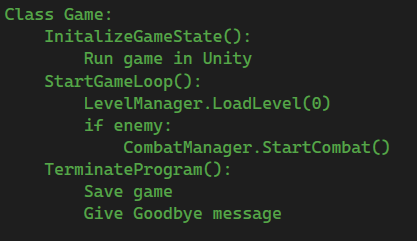 Class Game:
InitalizeGameState():
Run game in Unity
StartGameLoop():
LevelManager.LoadLevel(0)
if enemy:
CombatManager.StartCombat()
TerminateProgram():
Save game
Give Goodbye message